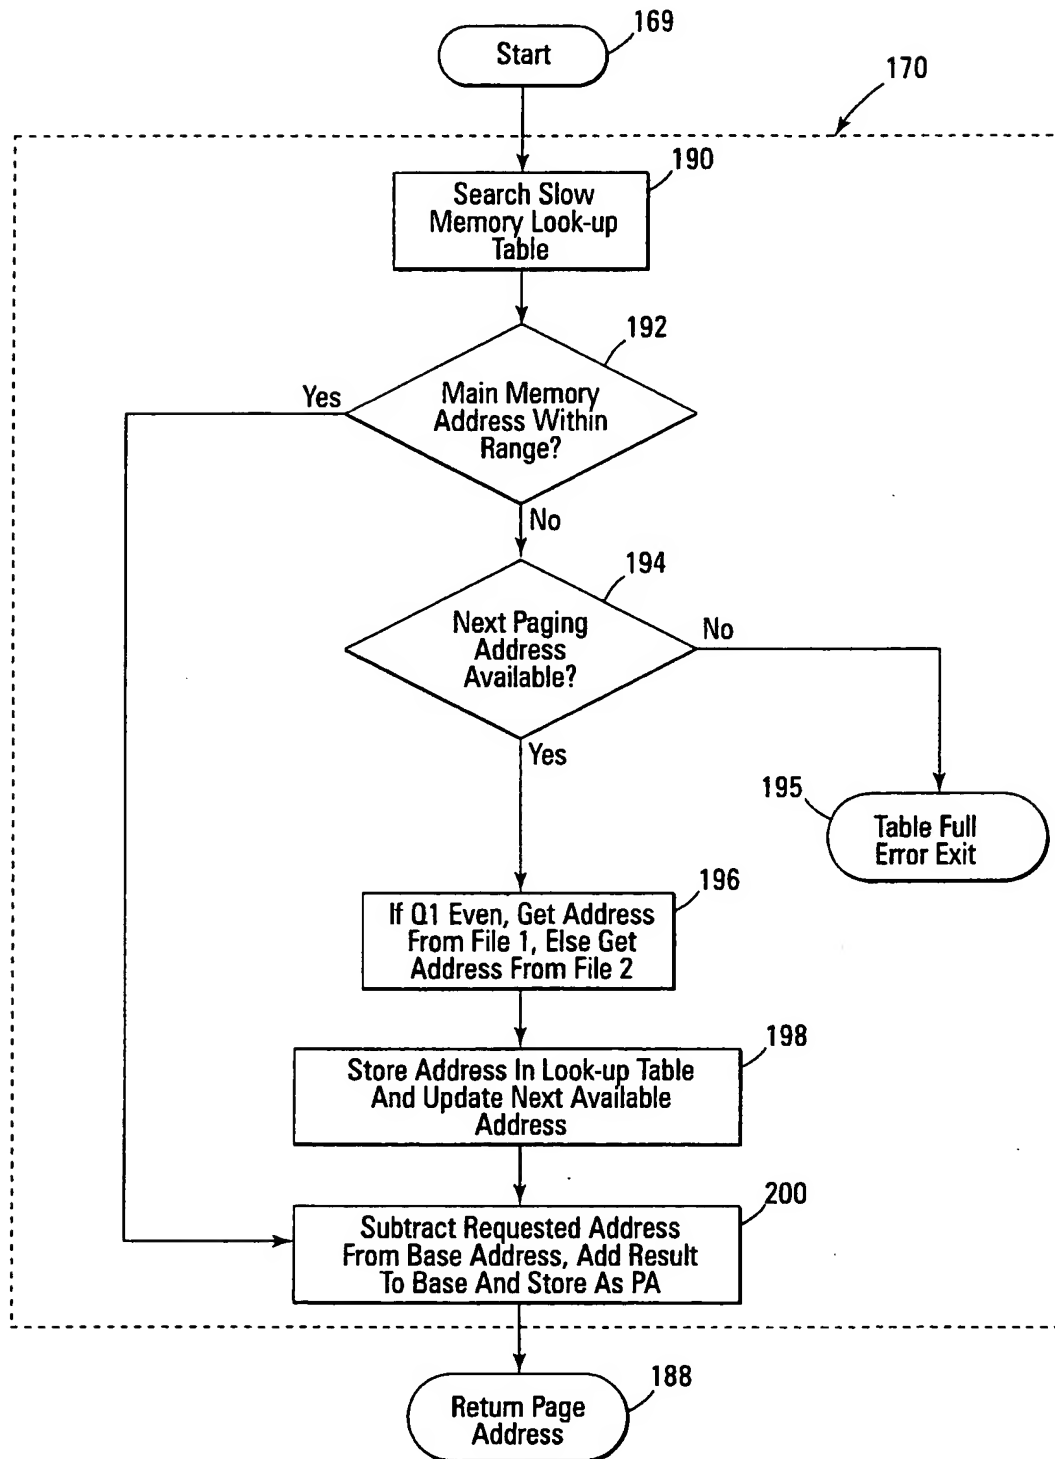 169
Start
170
190
Search Slow
Memory Look-up
Table
192
Yes
Main Memory
Address Within
Range?
No
194
Next Paging
Address
Available?
No
Yes
195
Table Full
Error Exit
196
If Q1 Even, Get Address
From File 1, Else Get
Address From File 2
198
Store Address In Look-up Table
And Update Next Available
Address
200
Subtract Requested Address
From Base Address, Add Result
To Base And Store As PA
188
Return Page
Address